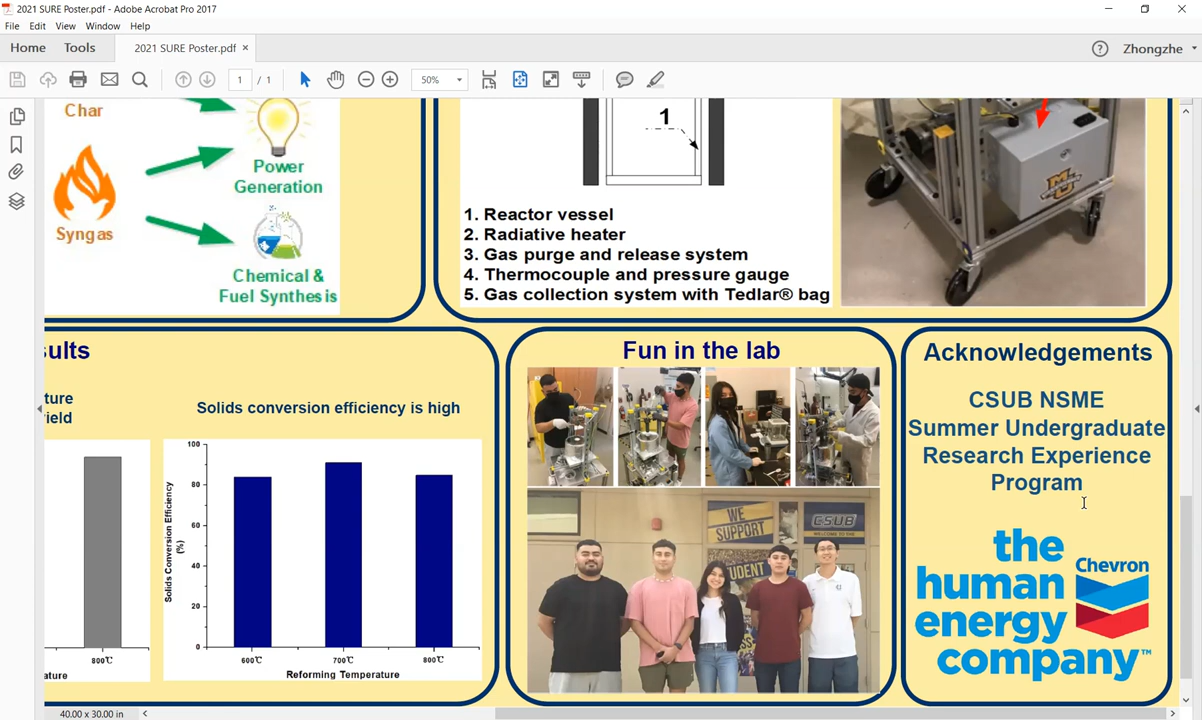 2021 SURE Poster.pdf - Adobe Acrobat Pro 2017
File Edit View Window Help
Home Tools 2021 SURE Poster.pdf × Zhongzhe
1 / 1 50%
Char
Power
Generation
Syngas
Chemical &
Fuel Synthesis
1
1. Reactor vessel
2. Radiative heater
3. Gas purge and release system
4. Thermocouple and pressure gauge
5. Gas collection system with Tedlar® bag
sults
ture
ield
800℃
ature
Solids conversion efficiency is high
Solids Conversion Efficiency
(%)
100
80
60
40
20
0
600℃ 700℃ 800℃
Reforming Temperature
Fun in the lab
WE
SUPPORT
CSUB
Acknowledgements
CSUB NSME
Summer Undergraduate
Research Experience
Program
the
human
energy
company™
Chevron
40.00 x 30.00 in